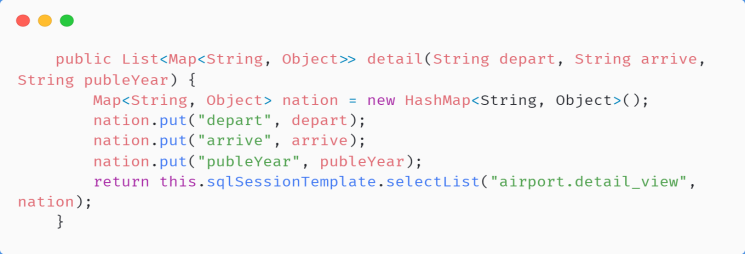 public List<Map<String, Object>> detail(String depart, String arrive,
String publeYear) {
Map<String, Object> nation = new HashMap<String, Object>();
nation.put("depart", depart);
nation.put("arrive", arrive);
nation.put("publeYear", publeYear);
return this.sqlSessionTemplate.selectList("airport.detail_view",
nation);
}